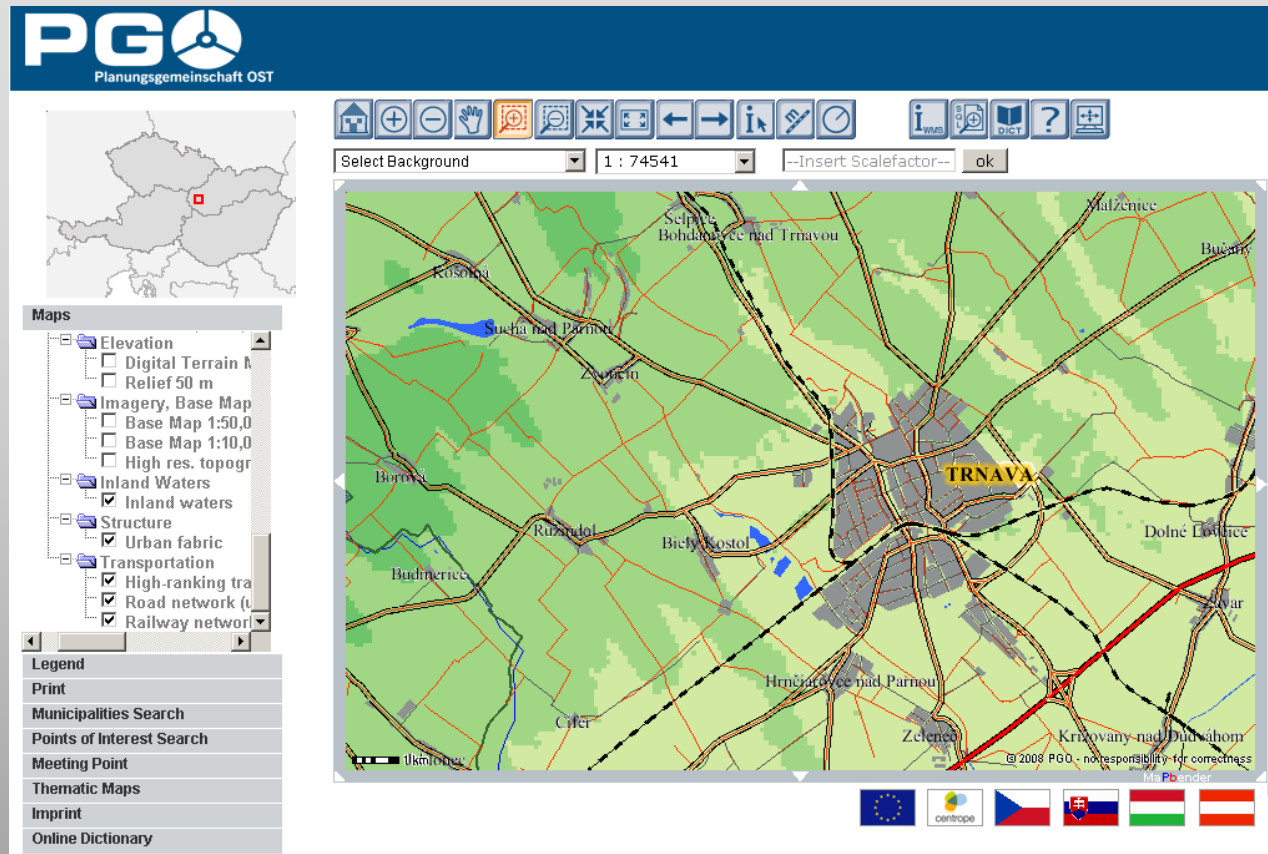 PGO
Planungsgemeinschaft OST
WMS
SQL
DICT
?
Select Background
1 : 74541
--Insert Scalefactor--
ok
Maps
Elevation
Digital Terrain M
Relief 50 m
Imagery, Base Map
Base Map 1:50,0
Base Map 1:10,0
High res. topogr
Inland Waters
Inland waters
Structure
Urban fabric
Transportation
High-ranking tra
Road network (u
Railway networ
Legend
Print
Municipalities Search
Points of Interest Search
Meeting Point
Thematic Maps
Imprint
Online Dictionary
Malženice
Šelpice
Bohdanovce nad Trnavou
Bučany
Košolná
Suchá nad Parnou
Zvončín
TRNAVA
Borová
Ružindol
Biely Kostol
Dolné Lovčice
Budmerice
Zavar
Hrnčiarovce nad Parnou
Cífer
Zeleneč
Križovany nad Dudváhom
1km
© 2008 PGO - no responsibility for correctness
MaPbender
centrope